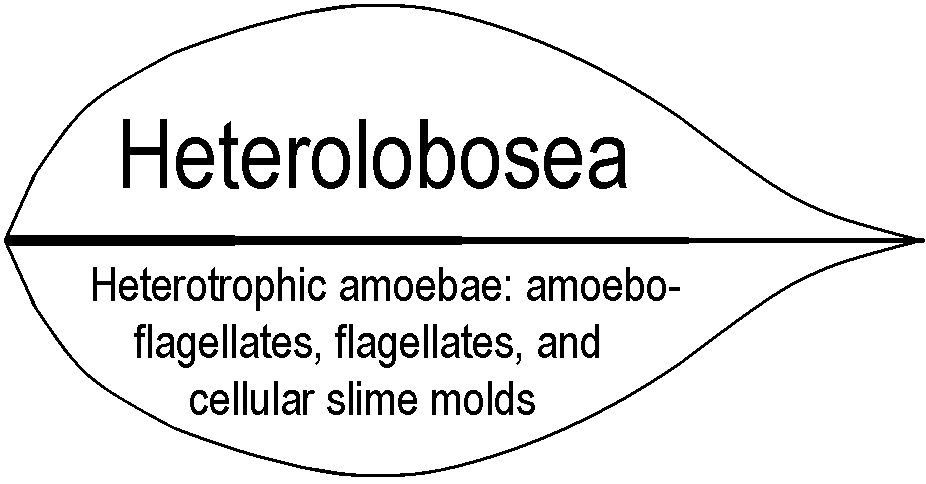 Heterolobosea
Heterotrophic amoebae: amoebo-
flagellates, flagellates, and
cellular slime molds